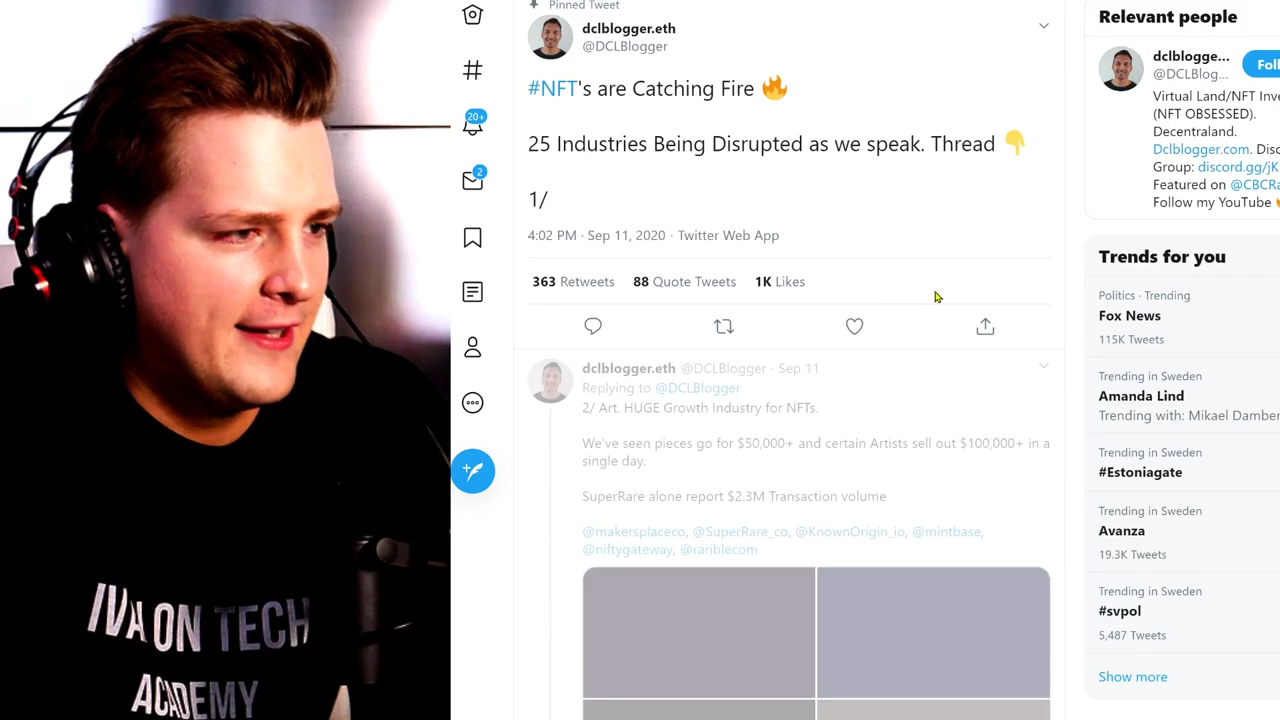 IVAN ON TECH
ACADEMY
20+
2
Pinned Tweet
dclblogger.eth
@DCLBlogger
#NFT's are Catching Fire 🔥
25 Industries Being Disrupted as we speak. Thread 👇
1/
4:02 PM · Sep 11, 2020 · Twitter Web App
363 Retweets 88 Quote Tweets 1K Likes
dclblogger.eth @DCLBlogger · Sep 11
Replying to @DCLBlogger
2/ Art. HUGE Growth Industry for NFTs.
We've seen pieces go for $50,000+ and certain Artists sell out $100,000+ in a
single day.
SuperRare alone report $2.3M Transaction volume
@makersplaceco, @SuperRare_co, @KnownOrigin_io, @mintbase,
@niftygateway, @rariblecom
Relevant people
dclblogge...
@DCLBlog...
Foll
Virtual Land/NFT Inve
(NFT OBSESSED).
Decentraland.
Dclblogger.com. Disc
Group: discord.gg/jK
Featured on @CBCRa
Follow my YouTube
Trends for you
Politics · Trending
Fox News
115K Tweets
Trending in Sweden
Amanda Lind
Trending with: Mikael Damber
Trending in Sweden
#Estoniagate
Trending in Sweden
Avanza
19.3K Tweets
Trending in Sweden
#svpol
5,487 Tweets
Show more